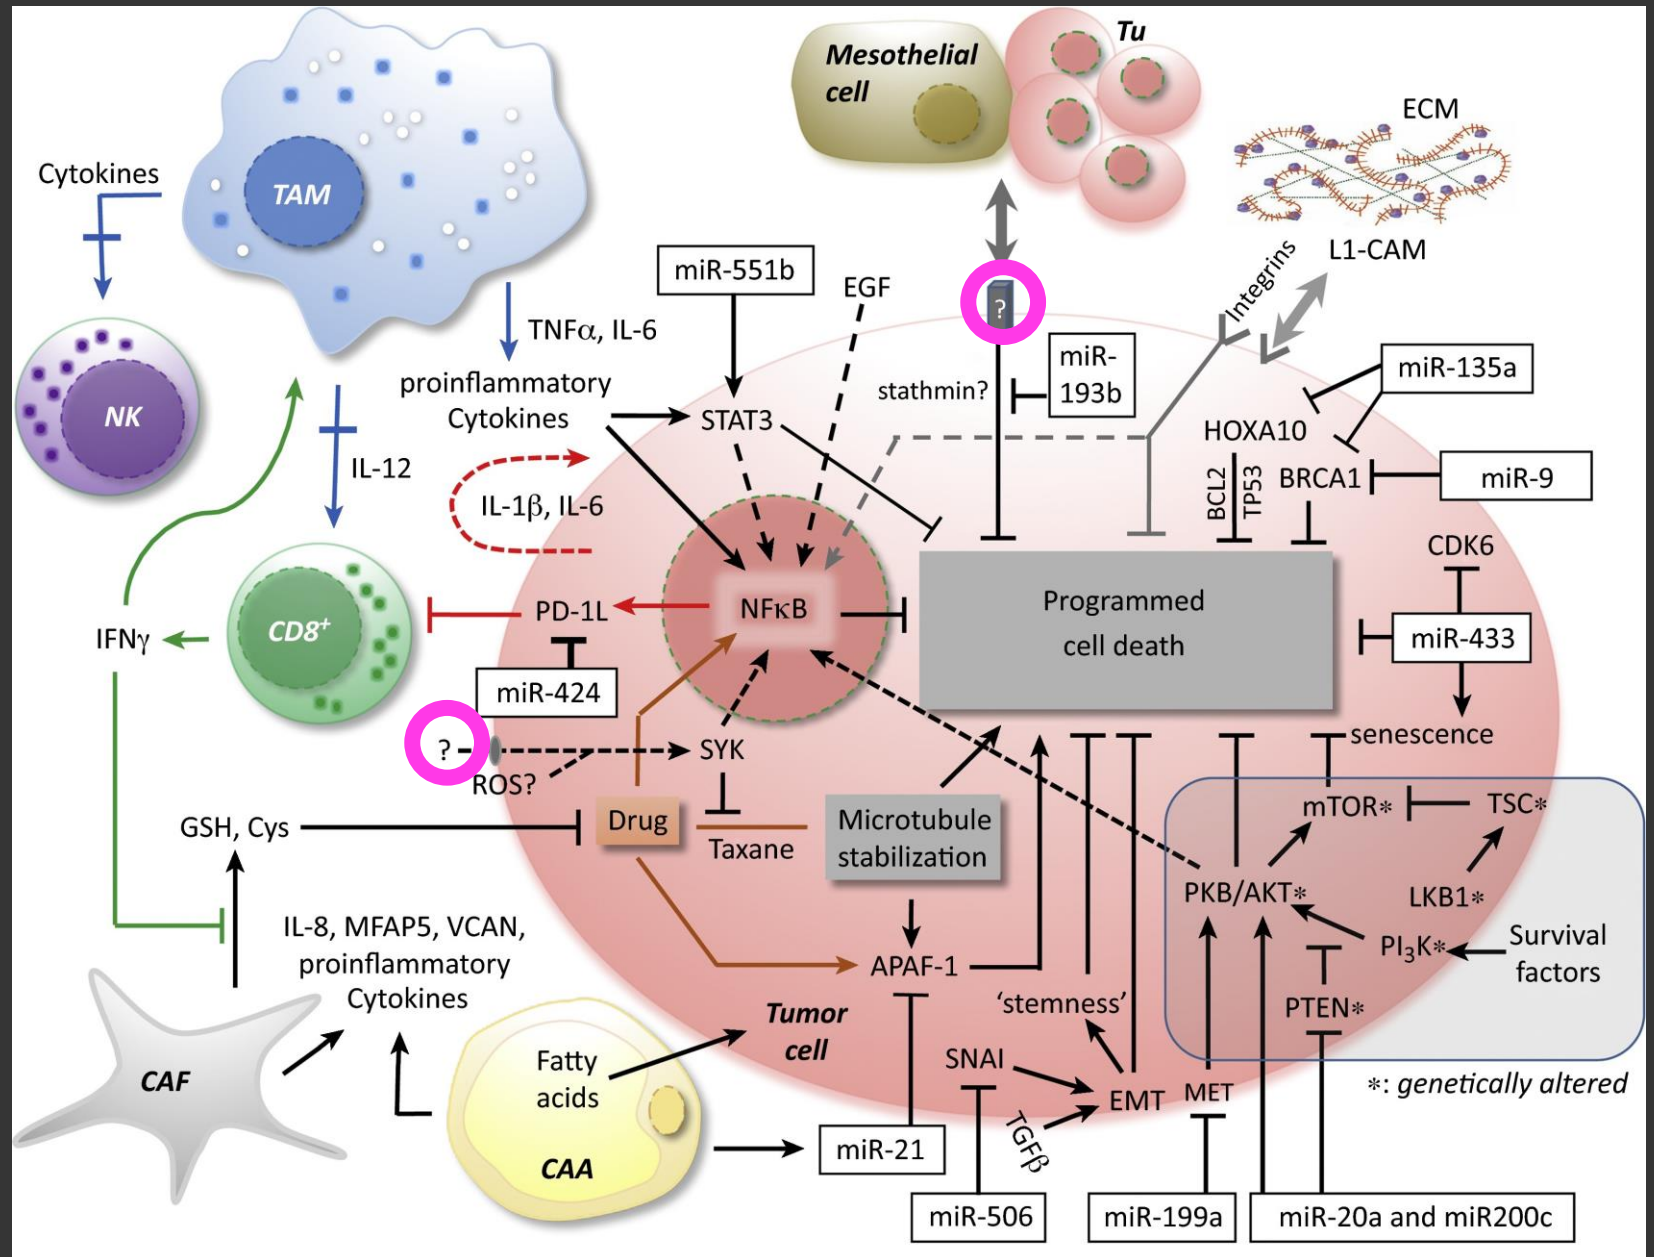 Mesothelial
cell
Tu
ECM
Cytokines
TAM
L1-CAM
Integrins
miR-551b
EGF
?
TNFα, IL-6
miR-
193b
miR-135a
proinflammatory
Cytokines
stathmin?
NK
STAT3
HOXA10
IL-12
BCL2
TP53
BRCA1
miR-9
IL-1β, IL-6
CDK6
Programmed
cell death
PD-1L
NFκB
CD8+
IFNγ
miR-433
miR-424
?
SYK
senescence
ROS?
mTOR*
TSC*
GSH, Cys
Drug
Taxane
Microtubule
stabilization
PKB/AKT*
LKB1*
IL-8, MFAP5, VCAN,
proinflammatory
Cytokines
PI3K*
Survival
factors
APAF-1
'stemness'
PTEN*
Tumor
cell
Fatty
acids
SNAI
CAF
*: genetically altered
EMT
MET
TGFβ
miR-21
CAA
miR-506
miR-199a
miR-20a and miR200c